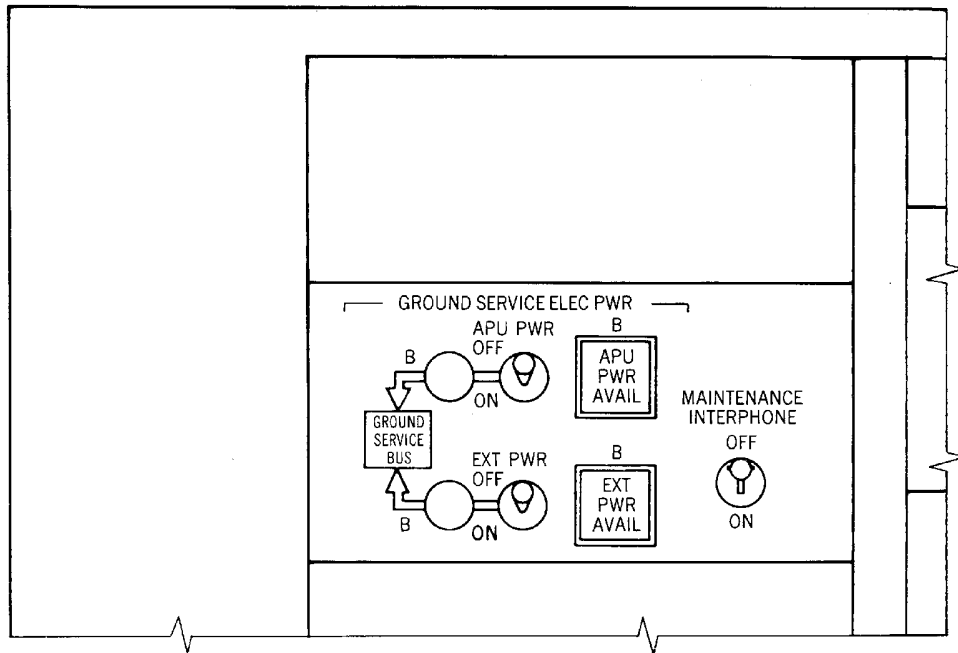 GROUND SERVICE ELEC PWR
APU PWR
OFF
B
ON
B
APU
PWR
AVAIL
GROUND
SERVICE
BUS
EXT PWR
OFF
B
ON
B
EXT
PWR
AVAIL
MAINTENANCE
INTERPHONE
OFF
ON